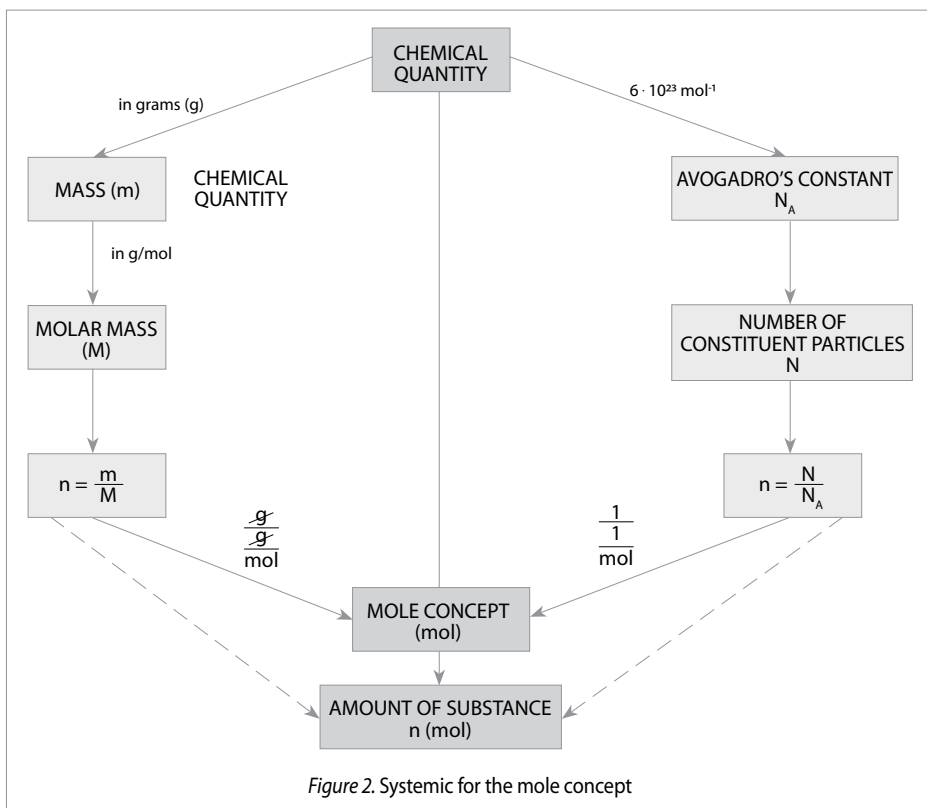 CHEMICAL
QUANTITY
in grams (g)
6 · 10²³ mol⁻¹
MASS (m)
CHEMICAL
QUANTITY
AVOGADRO'S CONSTANT
N_A
in g/mol
MOLAR MASS
(M)
NUMBER OF
CONSTITUENT PARTICLES
N
n = m/M
n = N/N_A
g
g
mol
1
1
mol
MOLE CONCEPT
(mol)
AMOUNT OF SUBSTANCE
n (mol)
Figure 2. Systemic for the mole concept